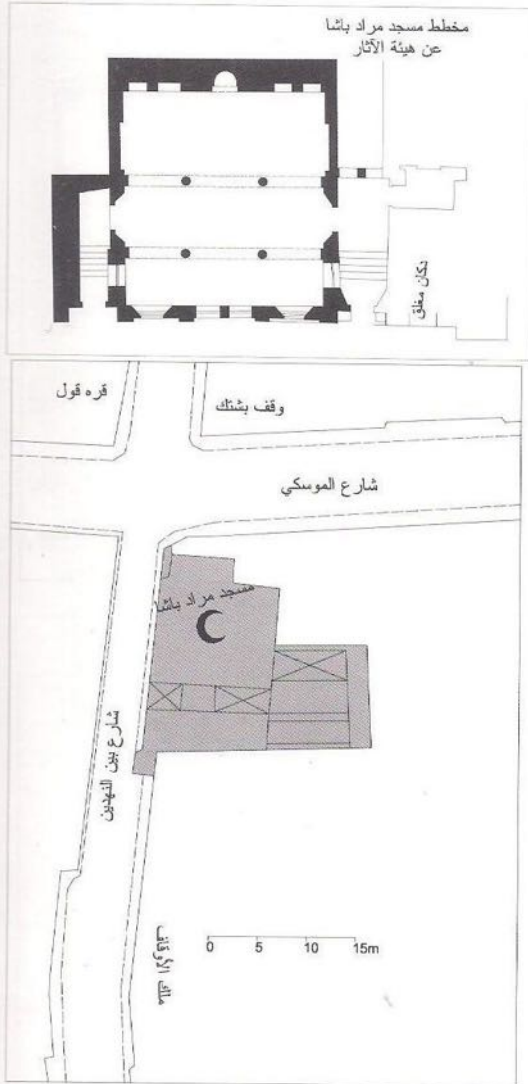 مخطط مسجد مراد باشا
عن هيئة الآثار
دكان مغلق
قره قول
وقف بشتك
شارع الموسكي
مسجد مراد باشا
شارع بين النهدين
ملك الأوقاف
0 5 10 15m